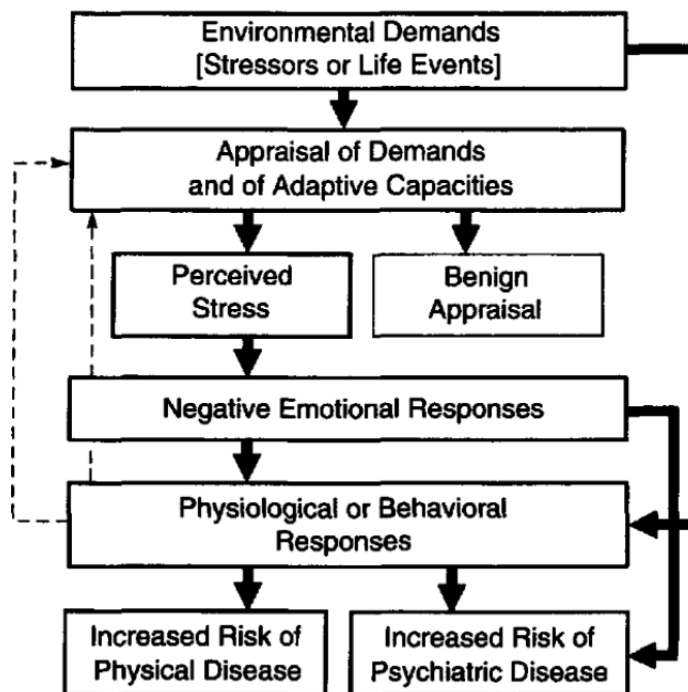 Environmental Demands
[Stressors or Life Events]
Appraisal of Demands
and of Adaptive Capacities
Perceived
Stress
Benign
Appraisal
Negative Emotional Responses
Physiological or Behavioral
Responses
Increased Risk of
Physical Disease
Increased Risk of
Psychiatric Disease